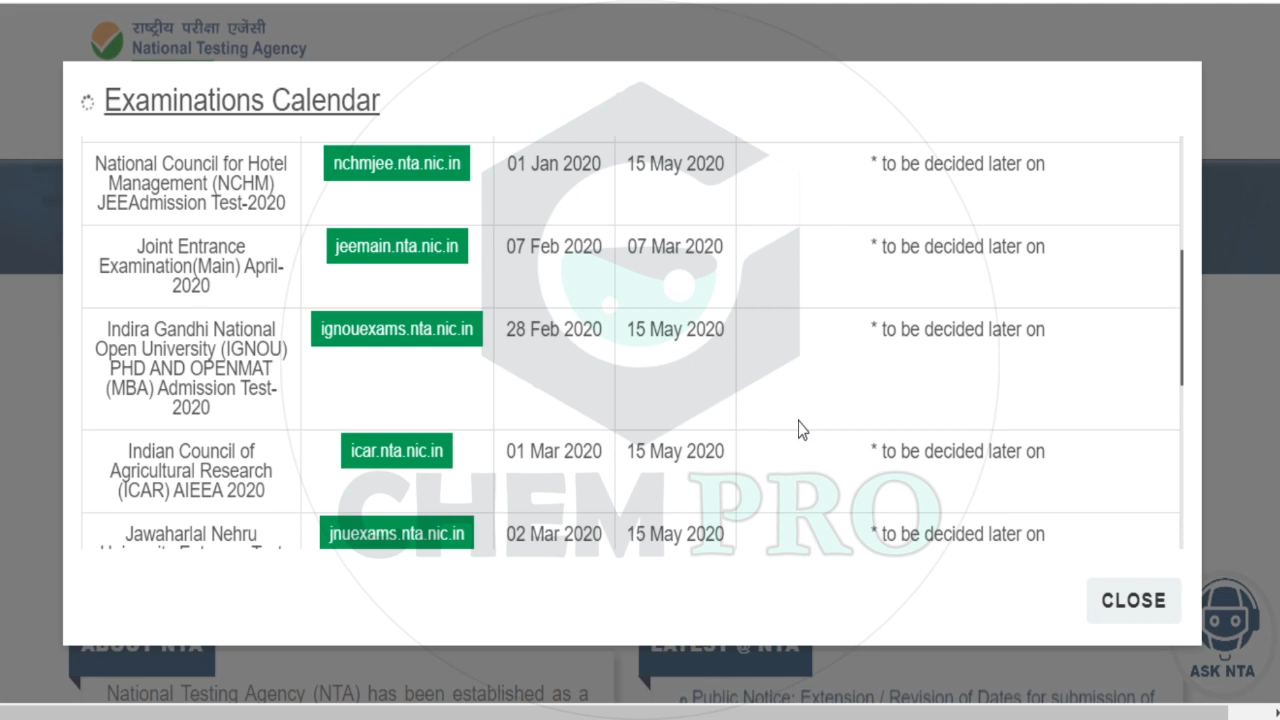 राष्ट्रीय परीक्षा एजेंसी
National Testing Agency
Examinations Calendar
National Council for Hotel
Management (NCHM)
JEEAdmission Test-2020
nchmjee.nta.nic.in
01 Jan 2020
15 May 2020
* to be decided later on
Joint Entrance
Examination(Main) April-
2020
jeemain.nta.nic.in
07 Feb 2020
07 Mar 2020
* to be decided later on
Indira Gandhi National
Open University (IGNOU)
PHD AND OPENMAT
(MBA) Admission Test-
2020
ignouexams.nta.nic.in
28 Feb 2020
15 May 2020
* to be decided later on
Indian Council of
Agricultural Research
(ICAR) AIEEA 2020
icar.nta.nic.in
01 Mar 2020
15 May 2020
* to be decided later on
Jawaharlal Nehru
University Entrance Test
jnuexams.nta.nic.in
02 Mar 2020
15 May 2020
* to be decided later on
CHEM PRO
CLOSE
ABOUT NTA
LATEST @ NTA
ASK NTA
National Testing Agency (NTA) has been established as a
Public Notice: Extension / Revision of Dates for submission of